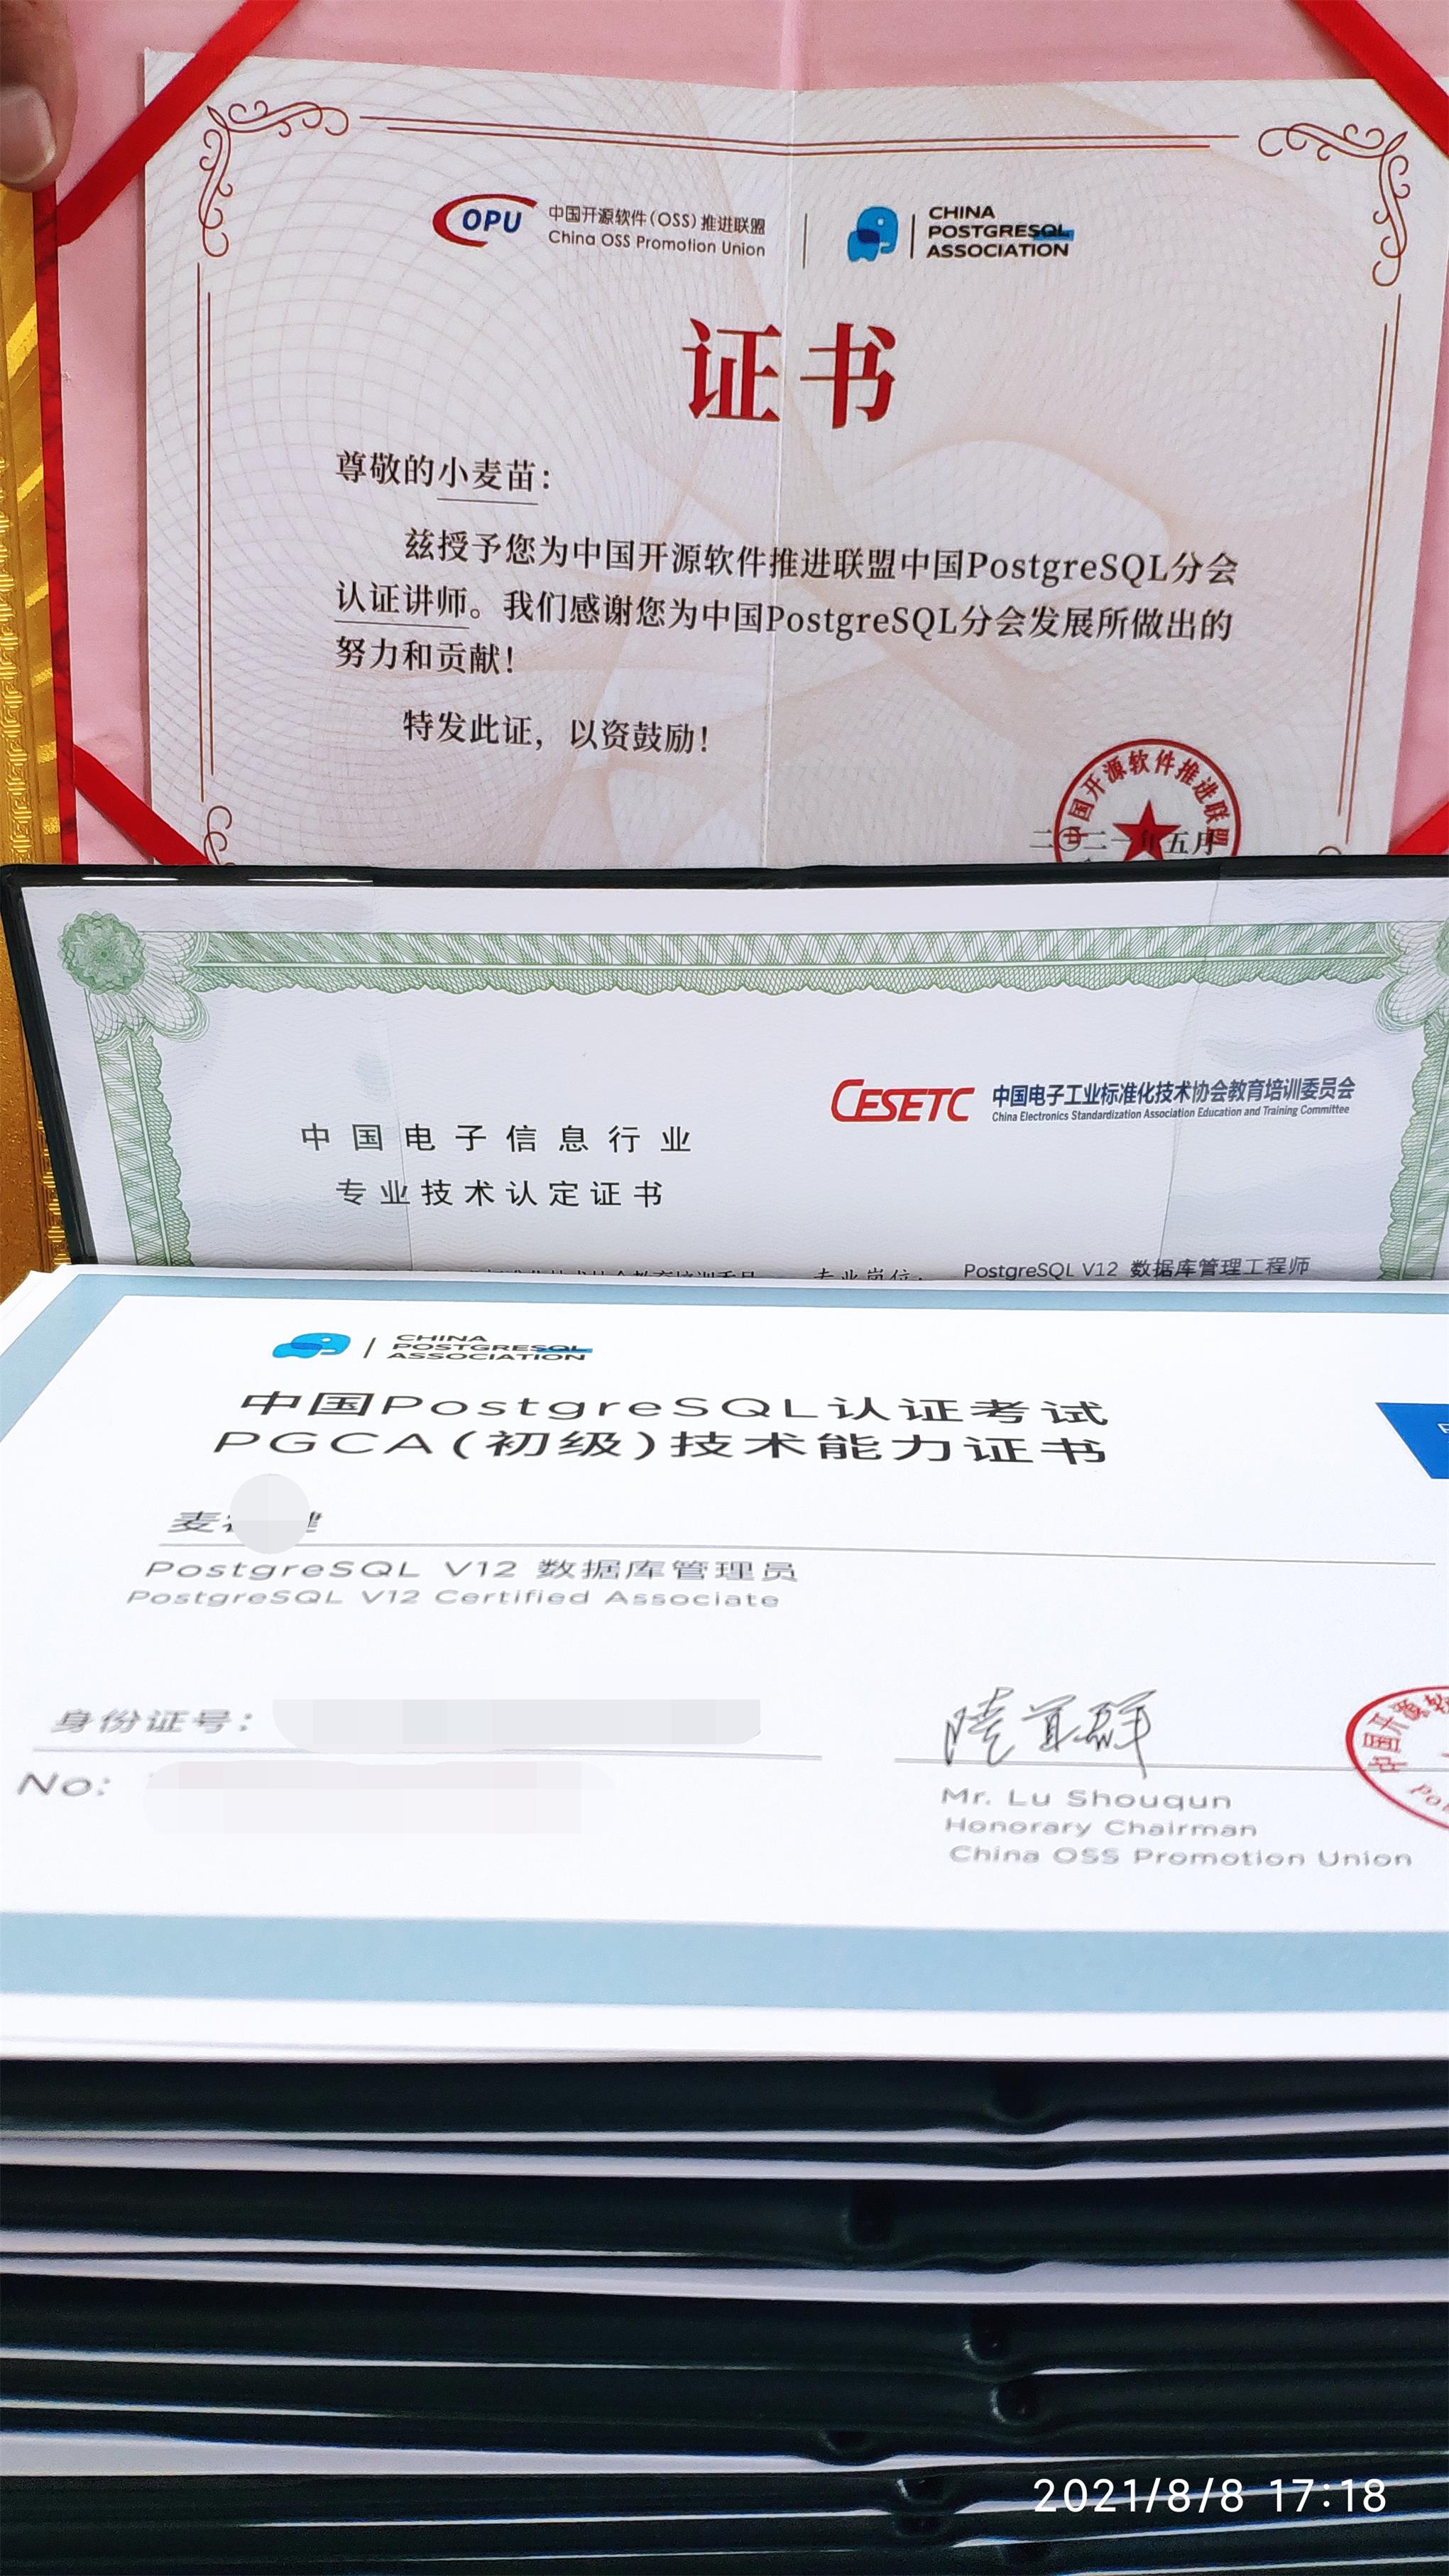 COPU
中国开源软件(OSS)推进联盟
China OSS Promotion Union
CHINA
POSTGRESQL
ASSOCIATION
证书
尊敬的小麦苗:
兹授予您为中国开源软件推进联盟中国PostgreSQL分会
认证讲师。我们感谢您为中国PostgreSQL分会发展所做出的
努力和贡献!
特发此证，以资鼓励!
中国开源软件推进联盟
二〇二一年五月
CESETC
中国电子工业标准化技术协会教育培训委员会
China Electronics Standardization Association Education and Training Committee
中国电子信息行业
专业技术认定证书
专业岗位:
PostgreSQL V12 数据库管理工程师
CHINA
POSTGRESQL
ASSOCIATION
中国PostgreSQL认证考试
PGCA(初级)技术能力证书
麦
PostgreSQL V12 数据库管理员
PostgreSQL V12 Certified Associate
身份证号:
No:
陆首群
Mr. Lu Shouqun
Honorary Chairman
China OSS Promotion Union
中国开源软
2021/8/8 17:18